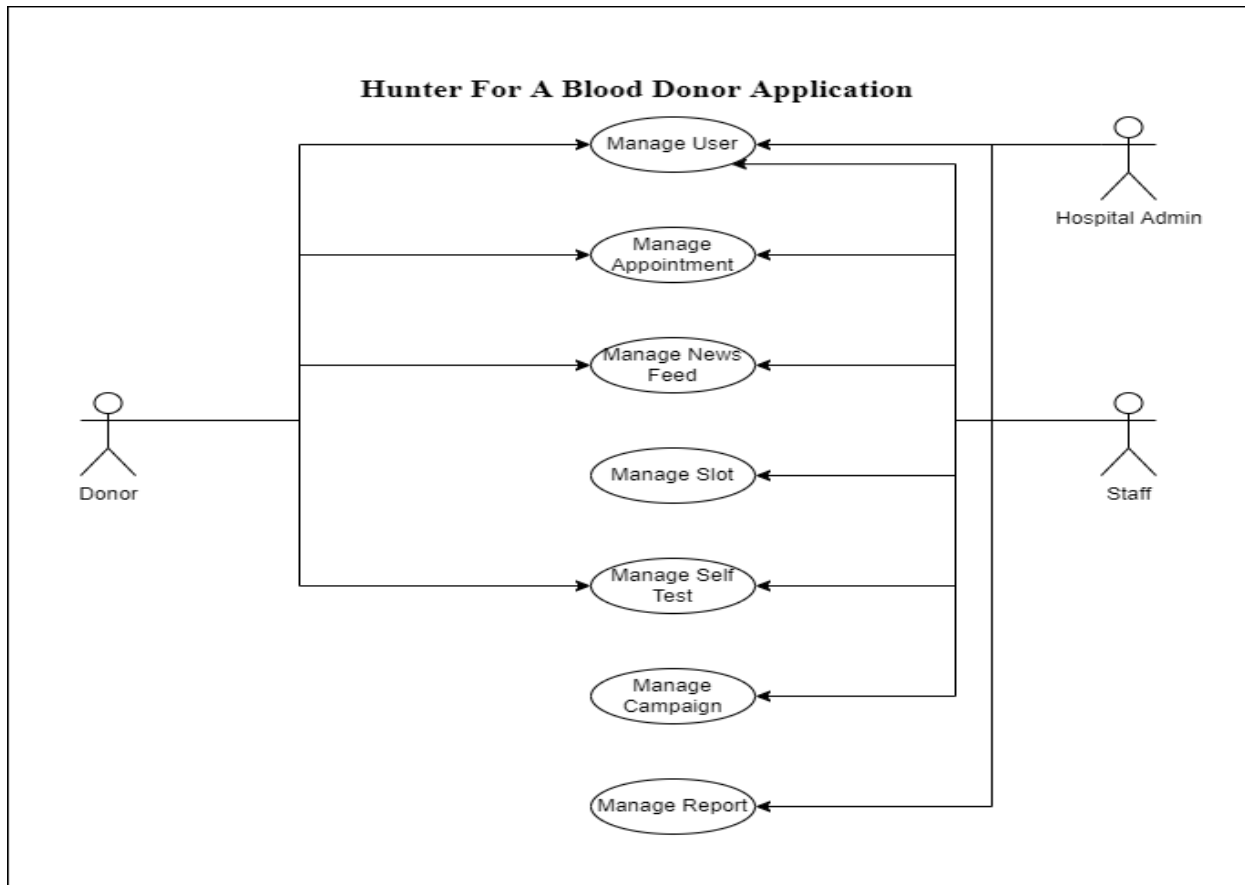 Hunter For A Blood Donor Application
Manage User
Hospital Admin
Manage
Appointment
Manage News
Feed
Donor
Manage Slot
Staff
Manage Self
Test
Manage
Campaign
Manage Report